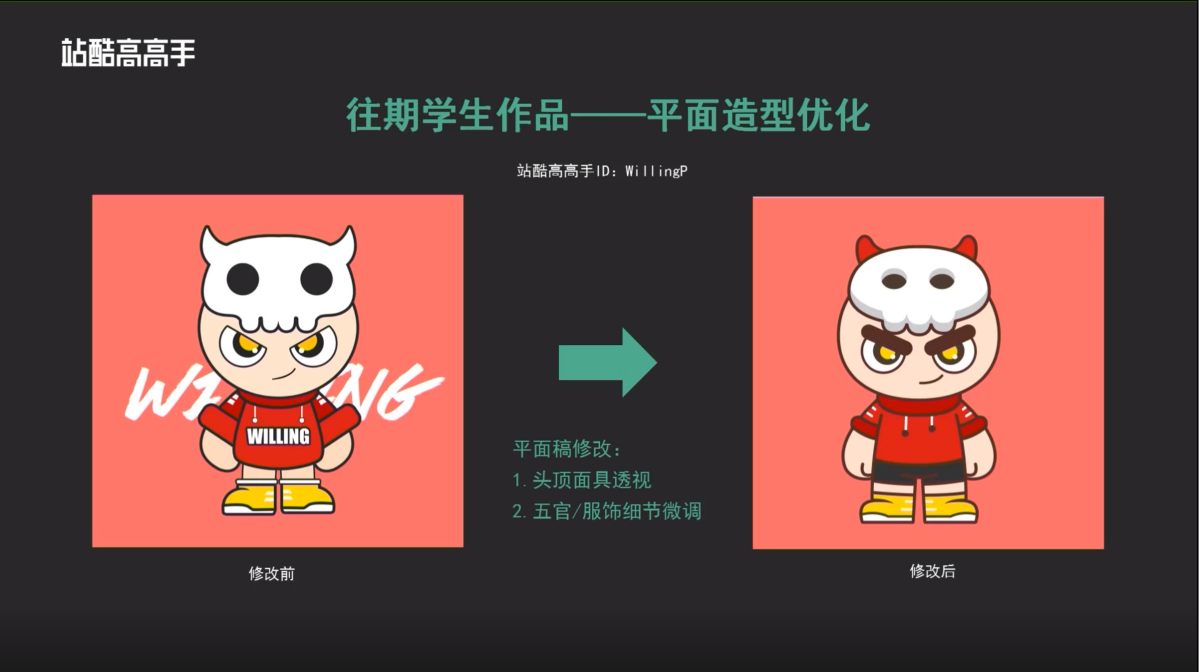 站酷高高手
往期学生作品——平面造型优化
站酷高高手ID：WillingP
WILLING
平面稿修改：
1.头顶面具透视
2.五官/服饰细节微调
修改前
修改后